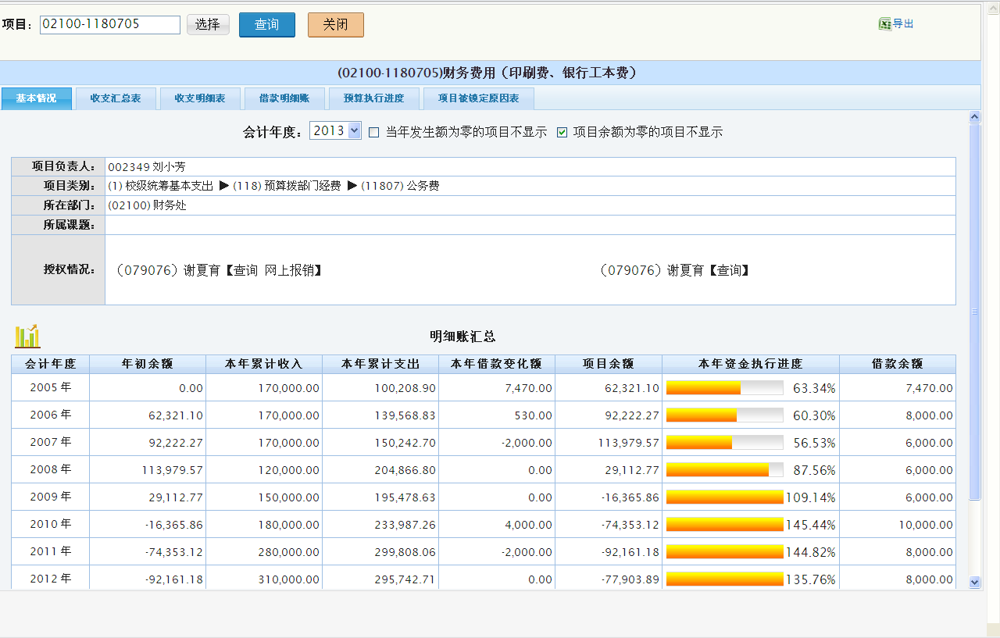 项目： 02100-1180705 选择 查询 关闭 导出
(02100-1180705)财务费用（印刷费、银行工本费）
基本情况 收支汇总表 收支明细表 借款明细账 预算执行进度 项目被锁定原因表
会计年度： 2013 当年发生额为零的项目不显示 项目余额为零的项目不显示
项目负责人： 002349 刘小芳
项目类别： (1) 校级统筹基本支出 ▶ (118) 预算拨部门经费 ▶ (11807) 公务费
所在部门： (02100) 财务处
所属课题：
授权情况： （079076）谢夏育【查询 网上报销】 （079076）谢夏育【查询】
明细账汇总
会计年度 年初余额 本年累计收入 本年累计支出 本年借款变化额 项目余额 本年资金执行进度 借款余额
2005 年 0.00 170,000.00 100,208.90 7,470.00 62,321.10 63.34% 7,470.00
2006 年 62,321.10 170,000.00 139,568.83 530.00 92,222.27 60.30% 8,000.00
2007 年 92,222.27 170,000.00 150,242.70 -2,000.00 113,979.57 56.53% 6,000.00
2008 年 113,979.57 120,000.00 204,866.80 0.00 29,112.77 87.56% 6,000.00
2009 年 29,112.77 150,000.00 195,478.63 0.00 -16,365.86 109.14% 6,000.00
2010 年 -16,365.86 180,000.00 233,987.26 4,000.00 -74,353.12 145.44% 10,000.00
2011 年 -74,353.12 280,000.00 299,808.06 -2,000.00 -92,161.18 144.82% 8,000.00
2012 年 -92,161.18 310,000.00 295,742.71 0.00 -77,903.89 135.76% 8,000.00